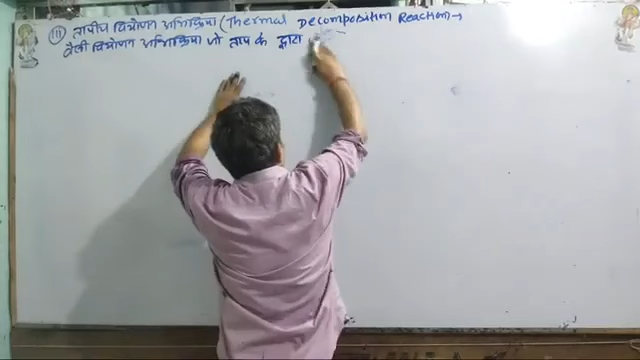 (iii) तापीय वियोजन अभिक्रिया (Thermal Decomposition Reaction→
वैसी वियोजन अभिक्रिया जो ताप के द्वारा